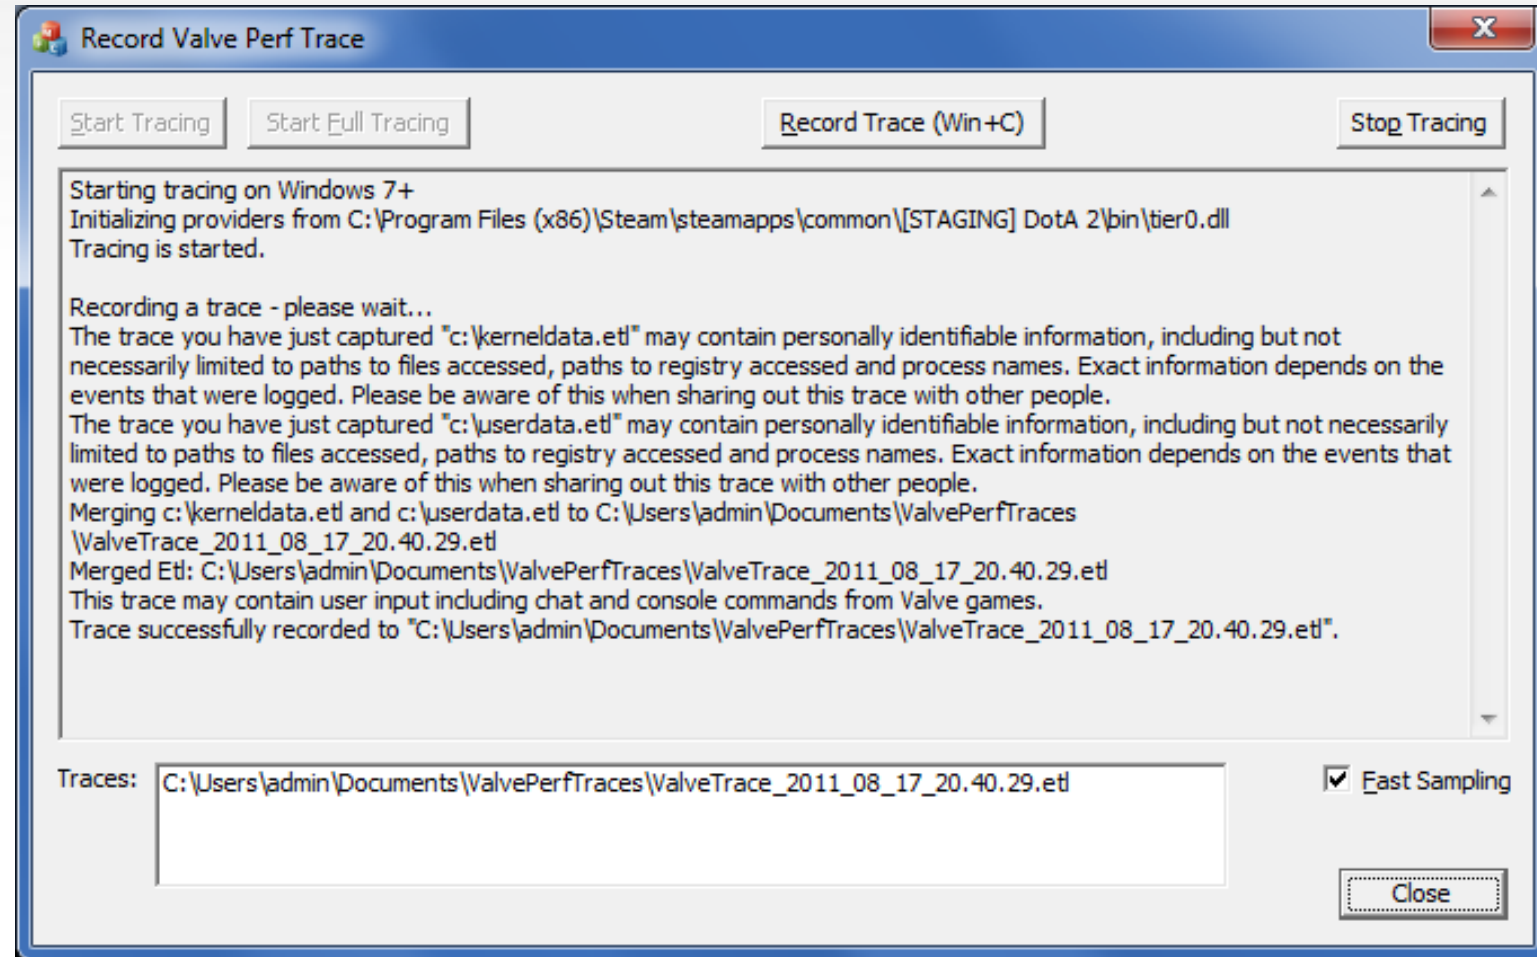 Record Valve Perf Trace
Start Tracing
Start Full Tracing
Record Trace (Win+C)
Stop Tracing
Starting tracing on Windows 7+
Initializing providers from C:\Program Files (x86)\Steam\steamapps\common\[STAGING] DotA 2\bin\tier0.dll
Tracing is started.
Recording a trace - please wait...
The trace you have just captured "c:\kerneldata.etl" may contain personally identifiable information, including but not
necessarily limited to paths to files accessed, paths to registry accessed and process names. Exact information depends on the
events that were logged. Please be aware of this when sharing out this trace with other people.
The trace you have just captured "c:\userdata.etl" may contain personally identifiable information, including but not necessarily
limited to paths to files accessed, paths to registry accessed and process names. Exact information depends on the events that
were logged. Please be aware of this when sharing out this trace with other people.
Merging c:\kerneldata.etl and c:\userdata.etl to C:\Users\admin\Documents\ValvePerfTraces
\ValveTrace_2011_08_17_20.40.29.etl
Merged Etl: C:\Users\admin\Documents\ValvePerfTraces\ValveTrace_2011_08_17_20.40.29.etl
This trace may contain user input including chat and console commands from Valve games.
Trace successfully recorded to "C:\Users\admin\Documents\ValvePerfTraces\ValveTrace_2011_08_17_20.40.29.etl".
Traces:
C:\Users\admin\Documents\ValvePerfTraces\ValveTrace_2011_08_17_20.40.29.etl
Fast Sampling
Close